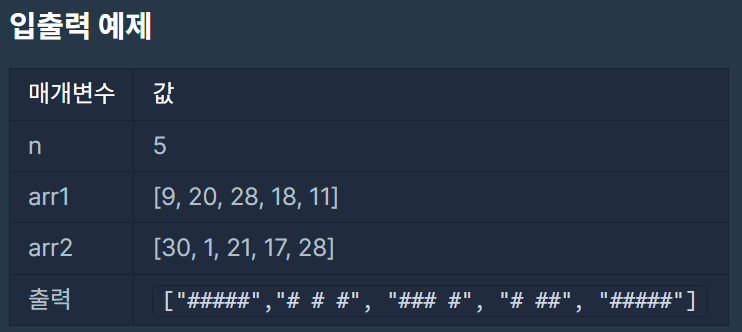 입출력 예제
매개변수 값
n 5
arr1 [9, 20, 28, 18, 11]
arr2 [30, 1, 21, 17, 28]
출력 ["#####","# # #", "### #", "# ##", "#####"]